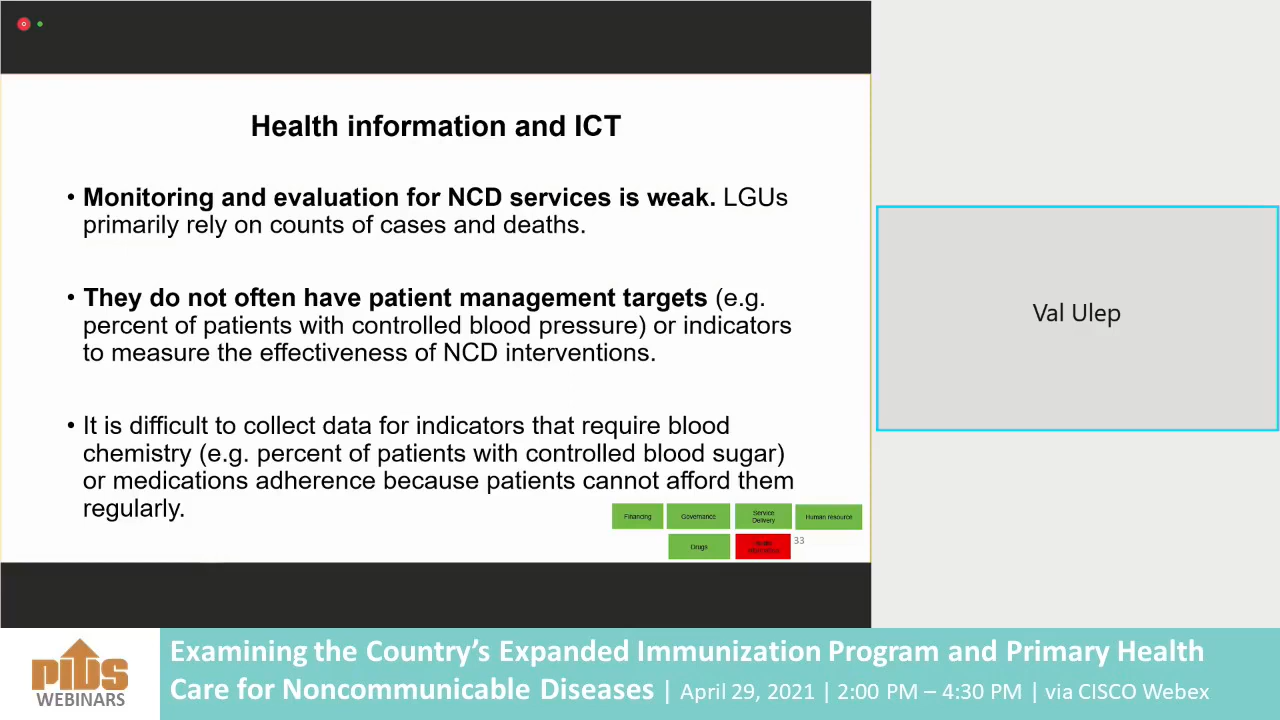 Health information and ICT
• Monitoring and evaluation for NCD services is weak. LGUs
primarily rely on counts of cases and deaths.
• They do not often have patient management targets (e.g.
percent of patients with controlled blood pressure) or indicators
to measure the effectiveness of NCD interventions.
• It is difficult to collect data for indicators that require blood
chemistry (e.g. percent of patients with controlled blood sugar)
or medications adherence because patients cannot afford them
regularly.
Financing
Governance
Service
Delivery
Human resource
Drugs
33
Val Ulep
PIDS
WEBINARS
Examining the Country's Expanded Immunization Program and Primary Health
Care for Noncommunicable Diseases | April 29, 2021 | 2:00 PM – 4:30 PM | via CISCO Webex